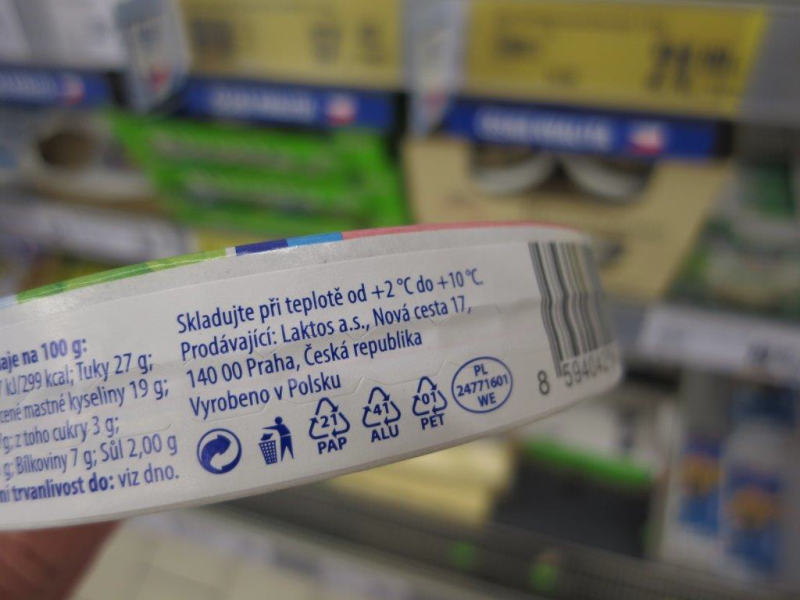 aje na 100 g:
kJ/299 kcal; Tuky 27 g;
cené mastné kyseliny 19 g;
g; z toho cukry 3 g;
g; Bílkoviny 7 g; Sůl 2,00 g
ní trvanlivost do: viz dno.
Skladujte při teplotě od +2 °C do +10 °C.
Prodávající: Laktos a.s., Nová cesta 17,
140 00 Praha, Česká republika
Vyrobeno v Polsku
21
PAP
41
ALU
01
PET
PL
24771601
WE
8 594042